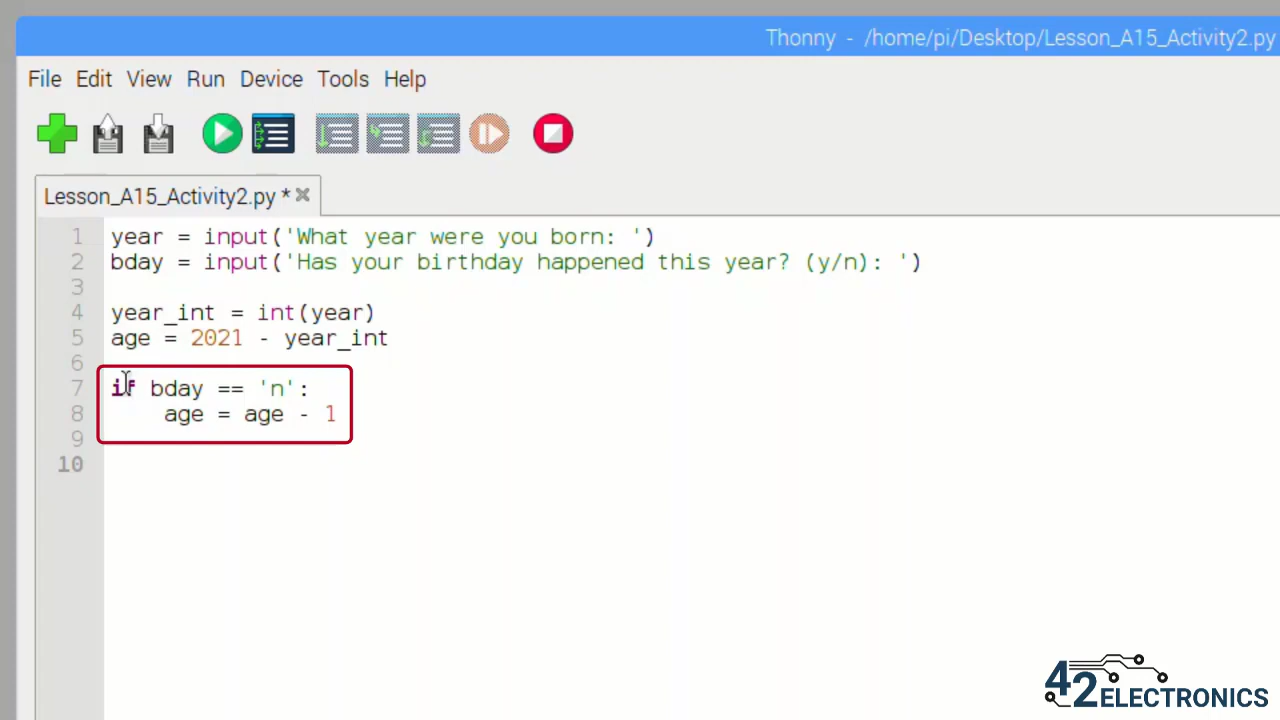 Thonny - /home/pi/Desktop/Lesson_A15_Activity2.py
File Edit View Run Device Tools Help
Lesson_A15_Activity2.py *
1 year = input('What year were you born: ')
2 bday = input('Has your birthday happened this year? (y/n): ')
3
4 year_int = int(year)
5 age = 2021 - year_int
6
7 if bday == 'n':
8     age = age - 1
9
10
42ELECTRONICS